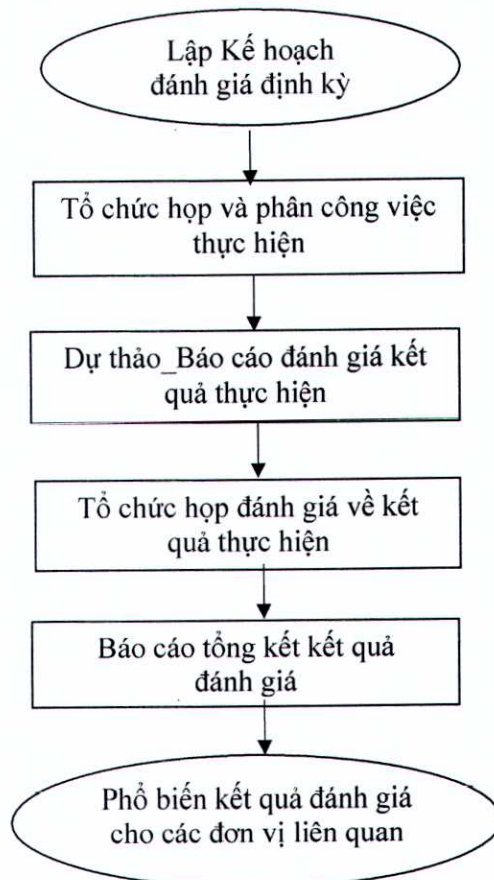 Lập Kế hoạch
đánh giá định kỳ
Tổ chức họp và phân công việc
thực hiện
Dự thảo_Báo cáo đánh giá kết
quả thực hiện
Tổ chức họp đánh giá về kết
quả thực hiện
Báo cáo tổng kết kết quả
đánh giá
Phổ biến kết quả đánh giá
cho các đơn vị liên quan